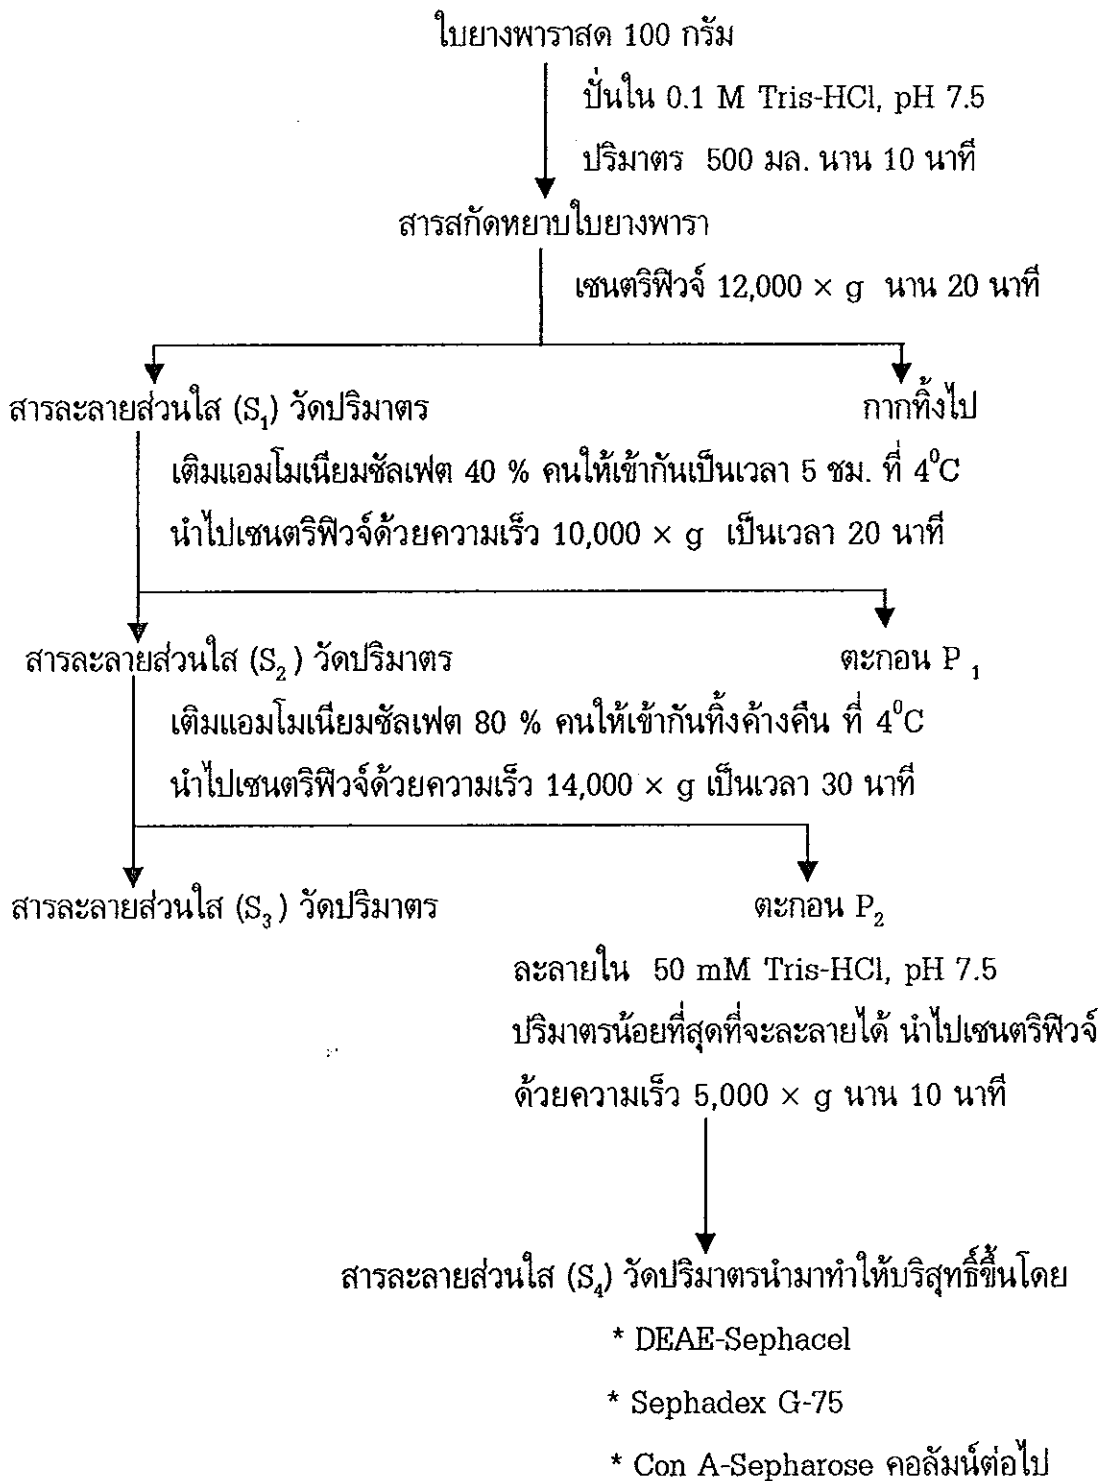 ใบยางพาราสด 100 กรัม
ปั่นใน 0.1 M Tris-HCl, pH 7.5
ปริมาตร 500 มล. นาน 10 นาที
สารสกัดหยาบใบยางพารา
เซนตริฟิวจ์ 12,000 × g นาน 20 นาที
สารละลายส่วนใส (S₁) วัดปริมาตร กากทิ้งไป
เติมแอมโมเนียมซัลเฟต 40 % คนให้เข้ากันเป็นเวลา 5 ชม. ที่ 4⁰C
นำไปเซนตริฟิวจ์ด้วยความเร็ว 10,000 × g เป็นเวลา 20 นาที
สารละลายส่วนใส (S₂) วัดปริมาตร ตะกอน P₁
เติมแอมโมเนียมซัลเฟต 80 % คนให้เข้ากันทิ้งค้างคืน ที่ 4⁰C
นำไปเซนตริฟิวจ์ด้วยความเร็ว 14,000 × g เป็นเวลา 30 นาที
สารละลายส่วนใส (S₃) วัดปริมาตร ตะกอน P₂
ละลายใน 50 mM Tris-HCl, pH 7.5
ปริมาตรน้อยที่สุดที่จะละลายได้ นำไปเซนตริฟิวจ์
ด้วยความเร็ว 5,000 × g นาน 10 นาที
สารละลายส่วนใส (S₄) วัดปริมาตรนำมาทำให้บริสุทธิ์ขึ้นโดย
* DEAE-Sephacel
* Sephadex G-75
* Con A-Sepharose คอลัมน์ต่อไป